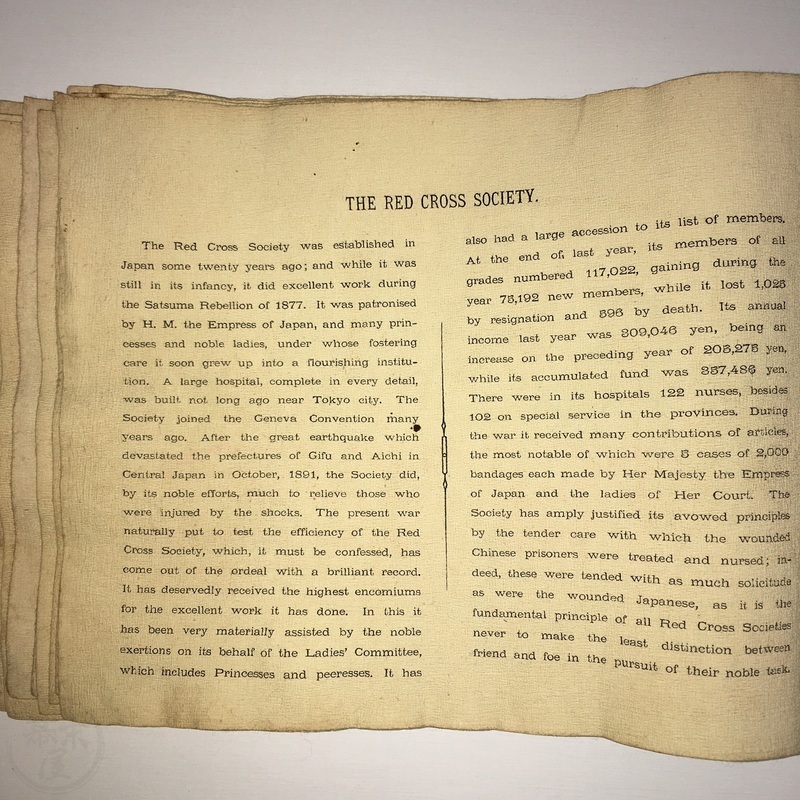 THE RED CROSS SOCIETY.
The Red Cross Society was established in
Japan some twenty years ago; and while it was
still in its infancy, it did excellent work during
the Satsuma Rebellion of 1877. It was patronised
by H. M. the Empress of Japan, and many prin-
cesses and noble ladies, under whose fostering
care it soon grew up into a flourishing institu-
tion. A large hospital, complete in every detail,
was built not long ago near Tokyo city. The
Society joined the Geneva Convention many
years ago. After the great earthquake which
devastated the prefectures of Gifu and Aichi in
Central Japan in October, 1891, the Society did,
by its noble efforts, much to relieve those who
were injured by the shocks. The present war
naturally put to test the efficiency of the Red
Cross Society, which, it must be confessed, has
come out of the ordeal with a brilliant record.
It has deservedly received the highest encomiums
for the excellent work it has done. In this it
has been very materially assisted by the noble
exertions on its behalf of the Ladies' Committee,
which includes Princesses and peeresses. It has
also had a large accession to its list of members.
At the end of last year, its members of all
grades numbered 117,022, gaining during the
year 75,192 new members, while it lost 1,025
by resignation and 596 by death. Its annual
income last year was 309,046 yen, being an
increase on the preceding year of 205,275 yen,
while its accumulated fund was 357,486 yen.
There were in its hospitals 122 nurses, besides
102 on special service in the provinces. During
the war it received many contributions of articles,
the most notable of which were 5 cases of 2,000
bandages each made by Her Majesty the Empress
of Japan and the ladies of Her Court. The
Society has amply justified its avowed principles
by the tender care with which the wounded
Chinese prisoners were treated and nursed; in-
deed, these were tended with as much solicitude
as were the wounded Japanese, as it is the
fundamental principle of all Red Cross Societies
never to make the least distinction between
friend and foe in the pursuit of their noble task.